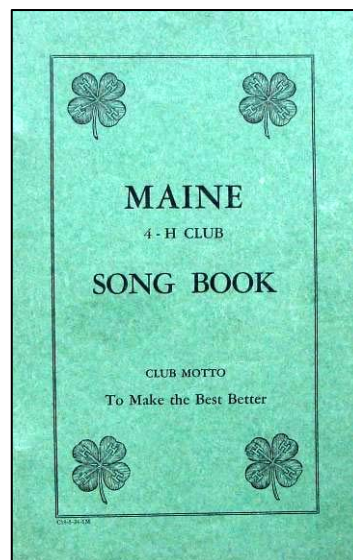 MAINE
4 - H CLUB
SONG BOOK
CLUB MOTTO
To Make the Best Better